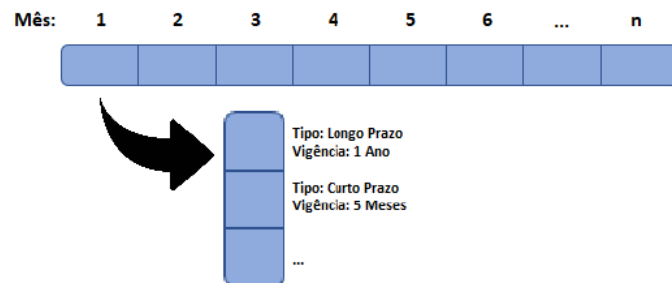 Mês: 1 2 3 4 5 6 ... n
Tipo: Longo Prazo
Vigência: 1 Ano
Tipo: Curto Prazo
Vigência: 5 Meses
...